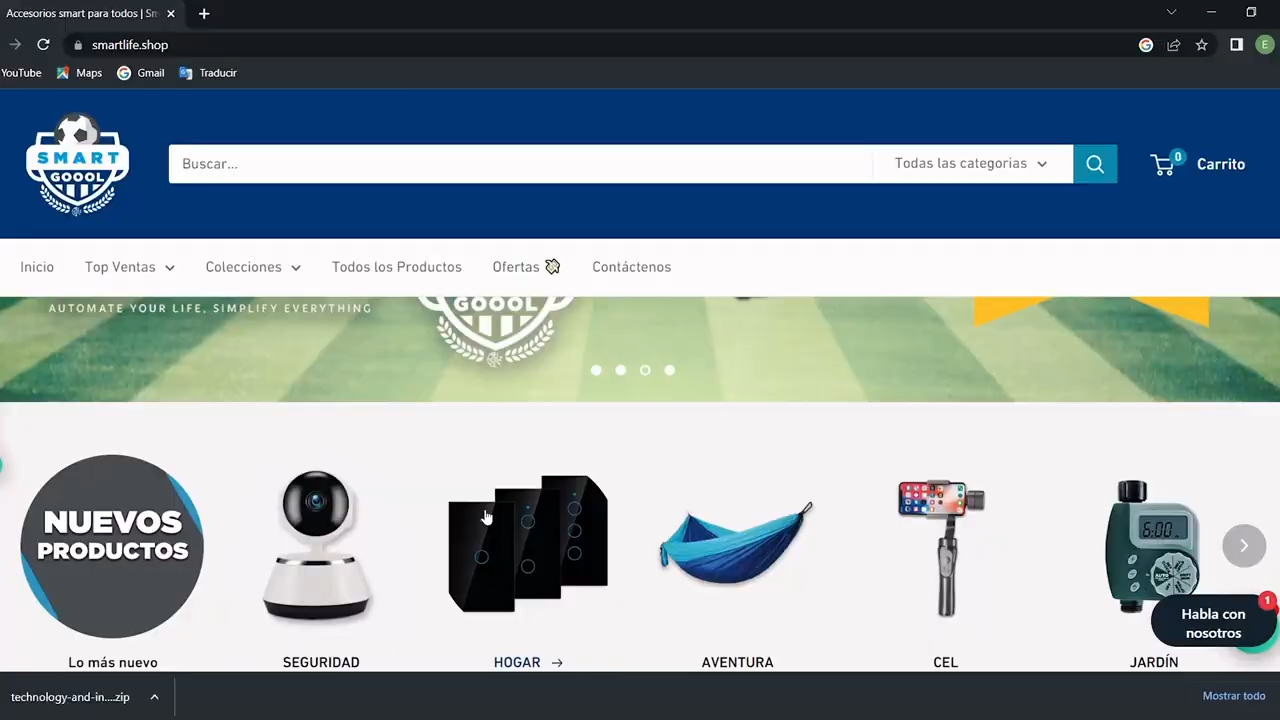 Accesorios smart para todos | Sm
smartlife.shop
E
YouTube
Maps
Gmail
Traducir
SMART
GOOOL
Buscar...
Todas las categorias
0
Carrito
Inicio
Top Ventas
Colecciones
Todos los Productos
Ofertas
Contáctenos
AUTOMATE YOUR LIFE, SIMPLIFY EVERYTHING
GOOOL
NUEVOS
PRODUCTOS
6:00
AUTO
1
Habla con
nosotros
Lo más nuevo
SEGURIDAD
HOGAR →
AVENTURA
CEL
JARDÍN
technology-and-in....zip
Mostrar todo